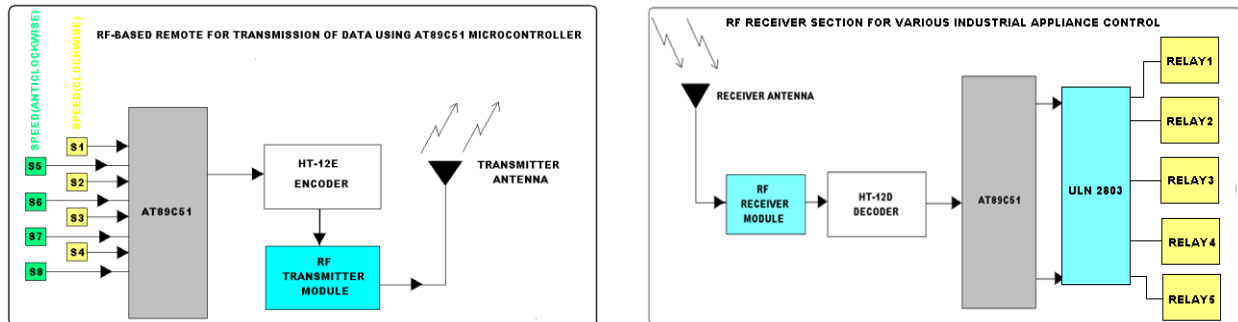 RF-BASED REMOTE FOR TRANSMISSION OF DATA USING AT89C51 MICROCONTROLLER
SPEED(ANTICLOCKWISE)
SPEED(CLOCKWISE)
S1
S5
S2
S6
S3
S7
S4
S8
AT89C51
HT-12E
ENCODER
RF
TRANSMITTER
MODULE
TRANSMITTER
ANTENNA
RF RECEIVER SECTION FOR VARIOUS INDUSTRIAL APPLIANCE CONTROL
RECEIVER ANTENNA
RF
RECEIVER
MODULE
HT-12D
DECODER
AT89C51
ULN 2803
RELAY1
RELAY2
RELAY3
RELAY4
RELAY5